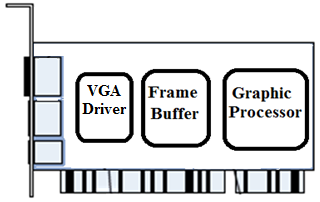 VGA
Driver
Frame
Buffer
Graphic
Processor